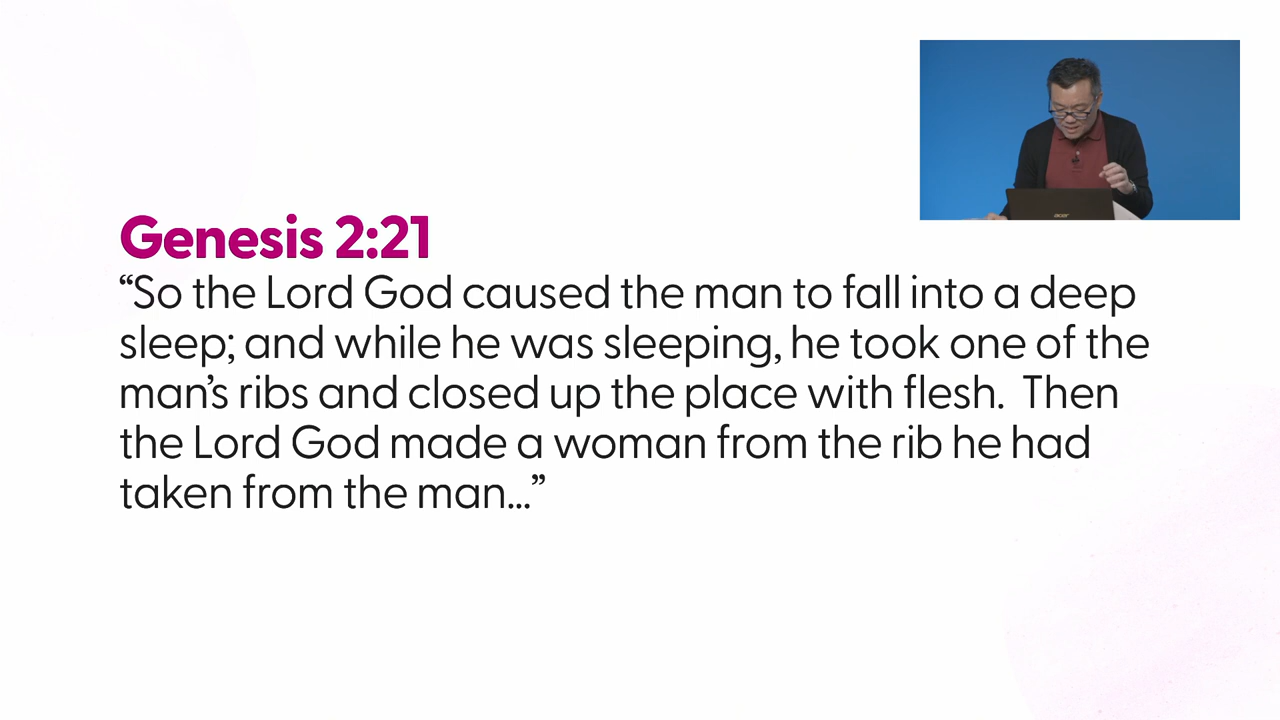 Genesis 2:21
“So the Lord God caused the man to fall into a deep
sleep; and while he was sleeping, he took one of the
man’s ribs and closed up the place with flesh.  Then
the Lord God made a woman from the rib he had
taken from the man...”
acer